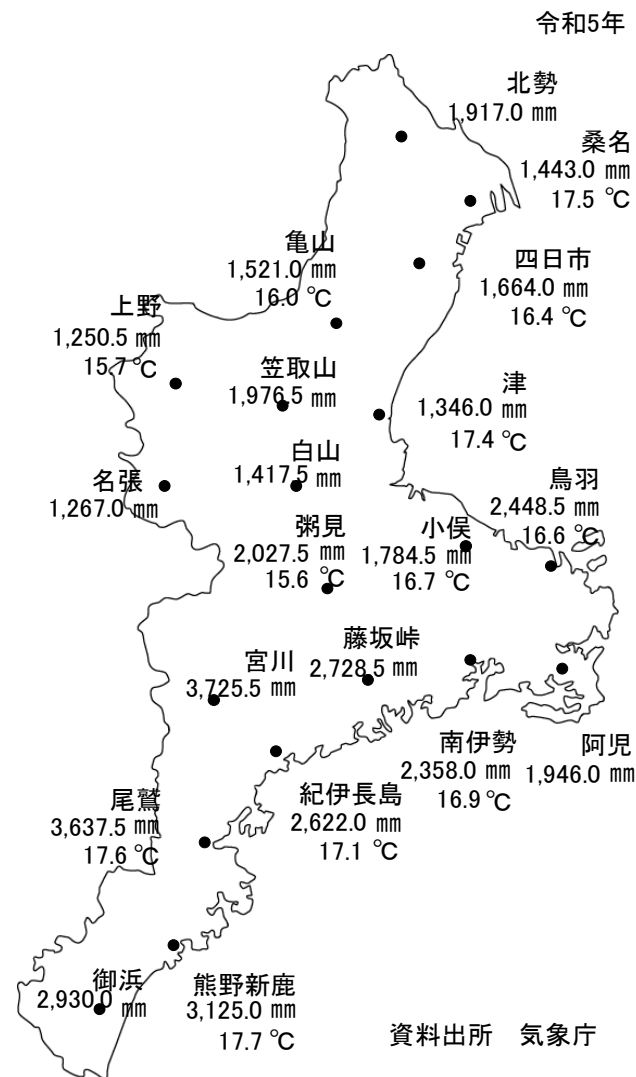 令和5年
北勢
1,917.0 ㎜
桑名
1,443.0 ㎜
17.5 ℃
亀山
1,521.0 ㎜
16.0 ℃
四日市
1,664.0 ㎜
16.4 ℃
上野
1,250.5 ㎜
15.7 ℃
笠取山
1,976.5 ㎜
津
1,346.0 ㎜
17.4 ℃
白山
1,417.5 ㎜
名張
1,267.0 ㎜
鳥羽
2,448.5 ㎜
16.6 ℃
粥見
2,027.5 ㎜
15.6 ℃
小俣
1,784.5 ㎜
16.7 ℃
藤坂峠
2,728.5 ㎜
宮川
3,725.5 ㎜
南伊勢
2,358.0 ㎜
16.9 ℃
阿児
1,946.0 ㎜
尾鷲
3,637.5 ㎜
17.6 ℃
紀伊長島
2,622.0 ㎜
17.1 ℃
御浜
2,930.0 ㎜
熊野新鹿
3,125.0 ㎜
17.7 ℃
資料出所　気象庁